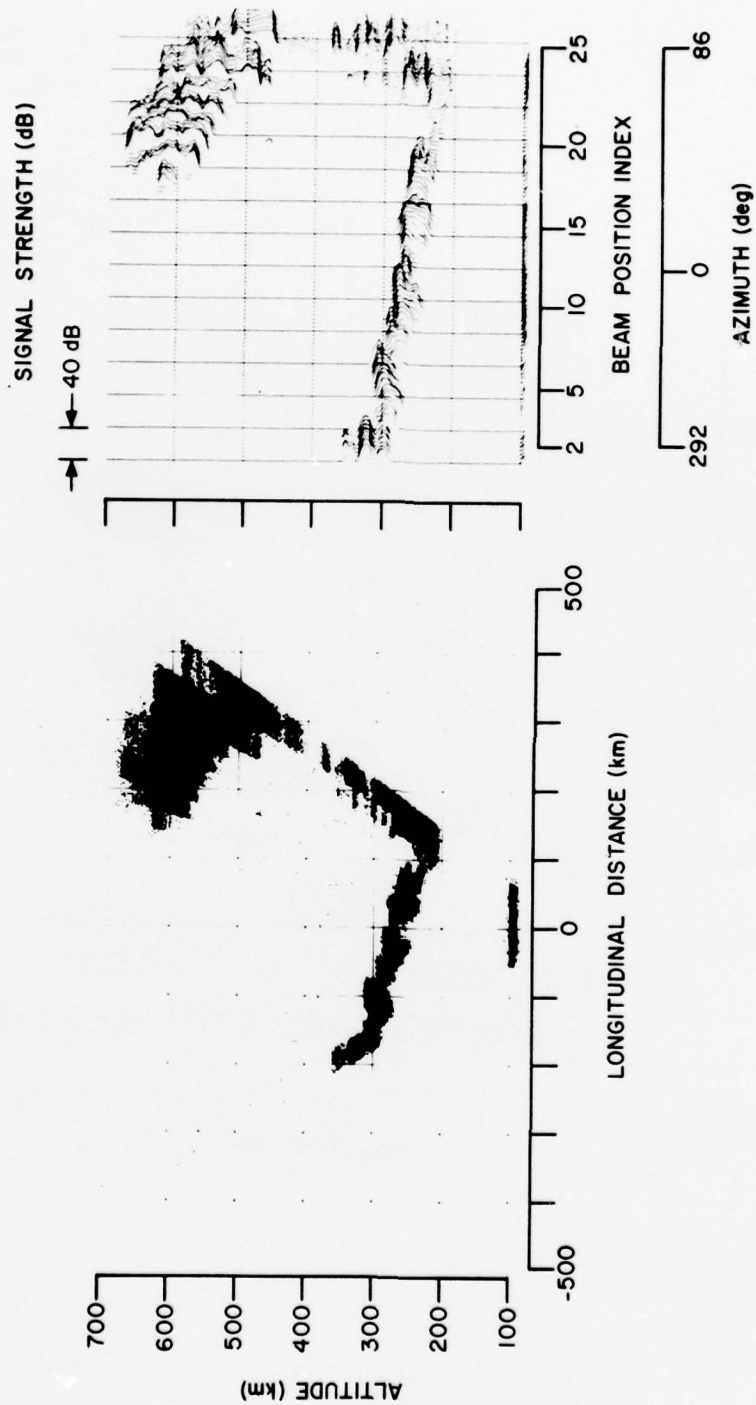 SIGNAL STRENGTH (dB)
40 dB
700
600
500
400
300
200
100
ALTITUDE (km)
-500 0 500
LONGITUDINAL DISTANCE (km)
2 5 10 15 20 25
BEAM POSITION INDEX
292 0 86
AZIMUTH (deg)